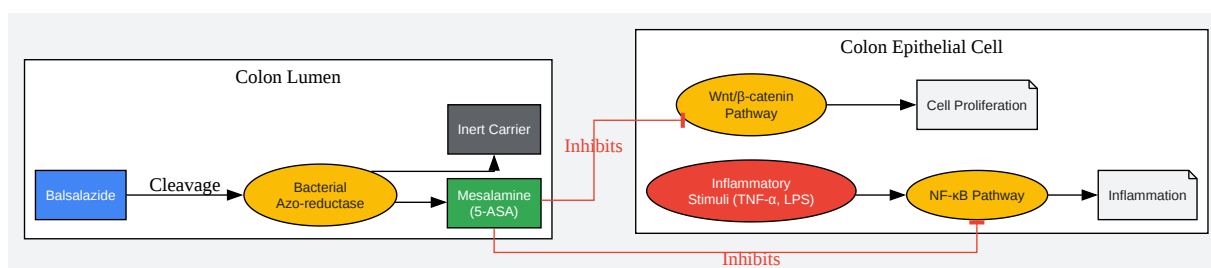 Colon Lumen
Balsalazide
Cleavage
Bacterial
Azo-reductase
Inert Carrier
Mesalamine
(5-ASA)
Inhibits
Inhibits
Colon Epithelial Cell
Wnt/β-catenin
Pathway
Cell Proliferation
Inflammatory
Stimuli (TNF-α, LPS)
NF-κB Pathway
Inflammation